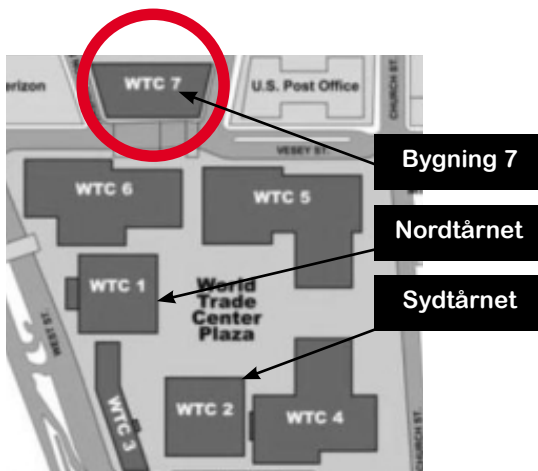 WTC 7
erizon
U.S. Post Office
CHURCH ST.
VESEY ST.
Bygning 7
WTC 6
WTC 5
Nordtårnet
WTC 1
World
Trade
Center
Plaza
Sydtårnet
WEST ST.
WTC 3
WTC 2
WTC 4
CHURCH ST.